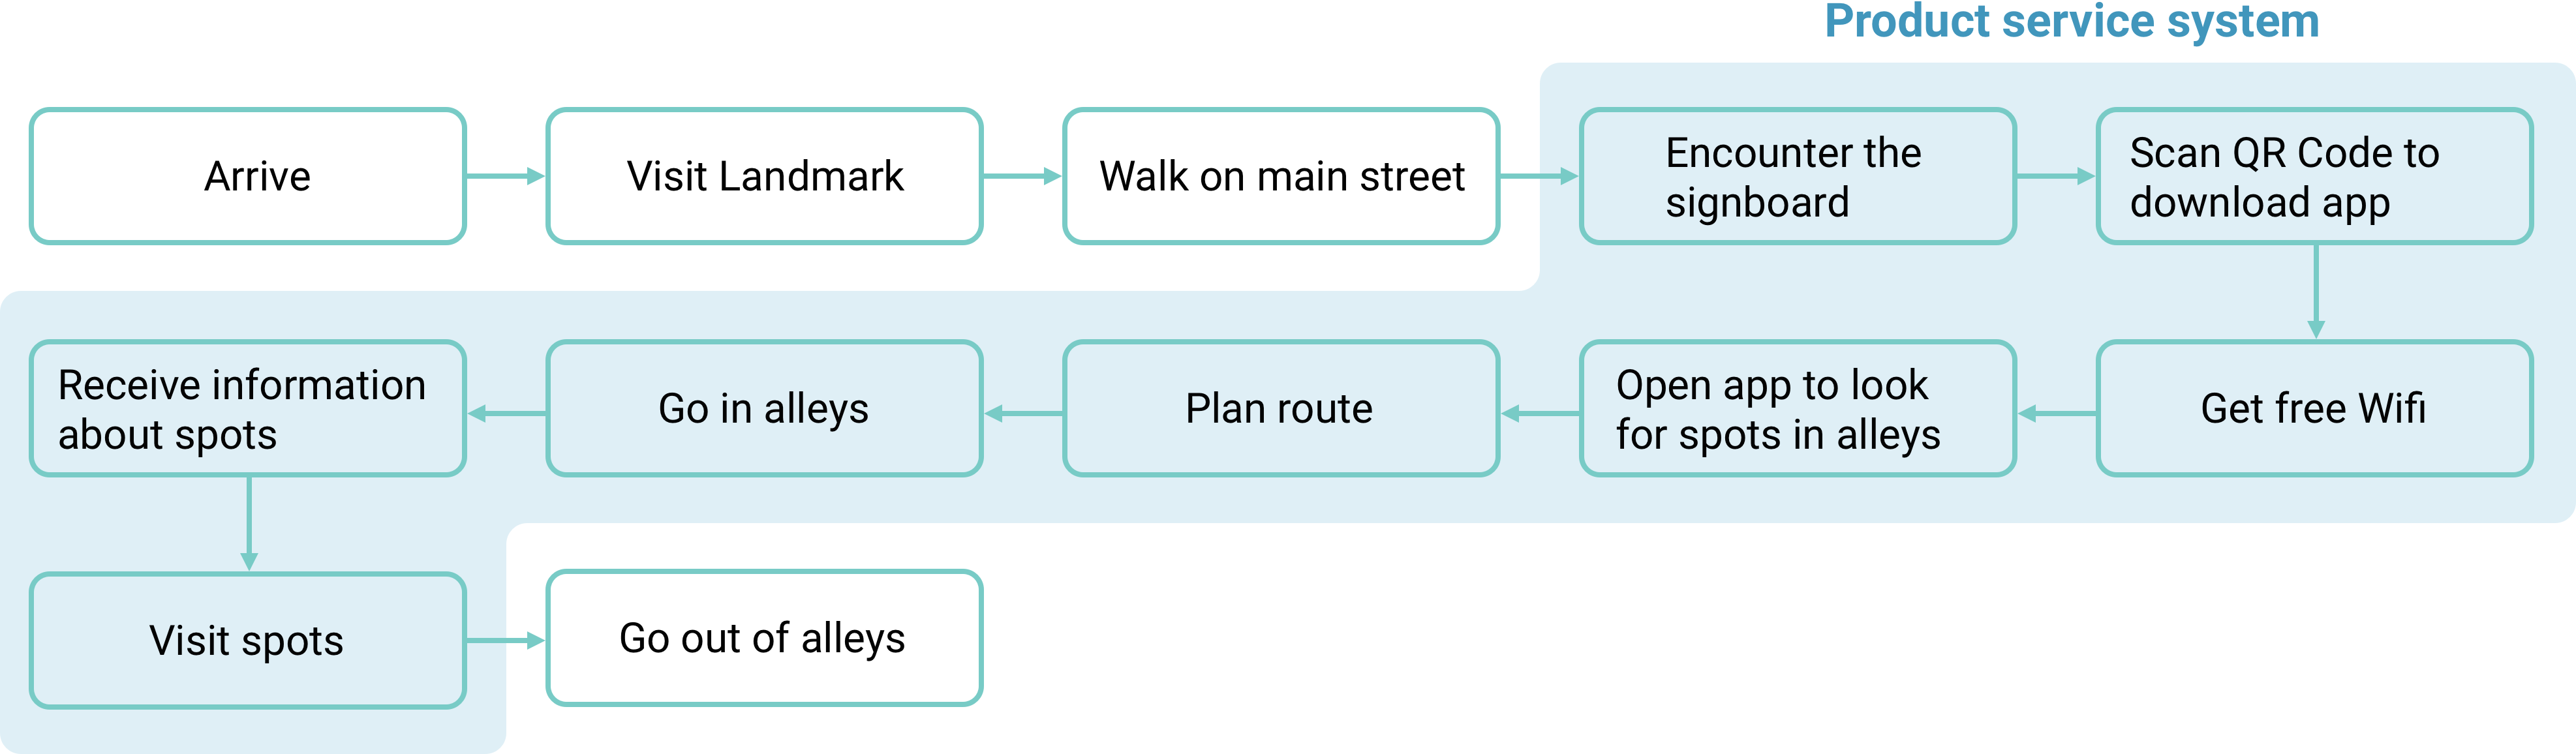 Product service system
Arrive
Visit Landmark
Walk on main street
Encounter the
signboard
Scan QR Code to
download app
Receive information
about spots
Go in alleys
Plan route
Open app to look
for spots in alleys
Get free Wifi
Visit spots
Go out of alleys